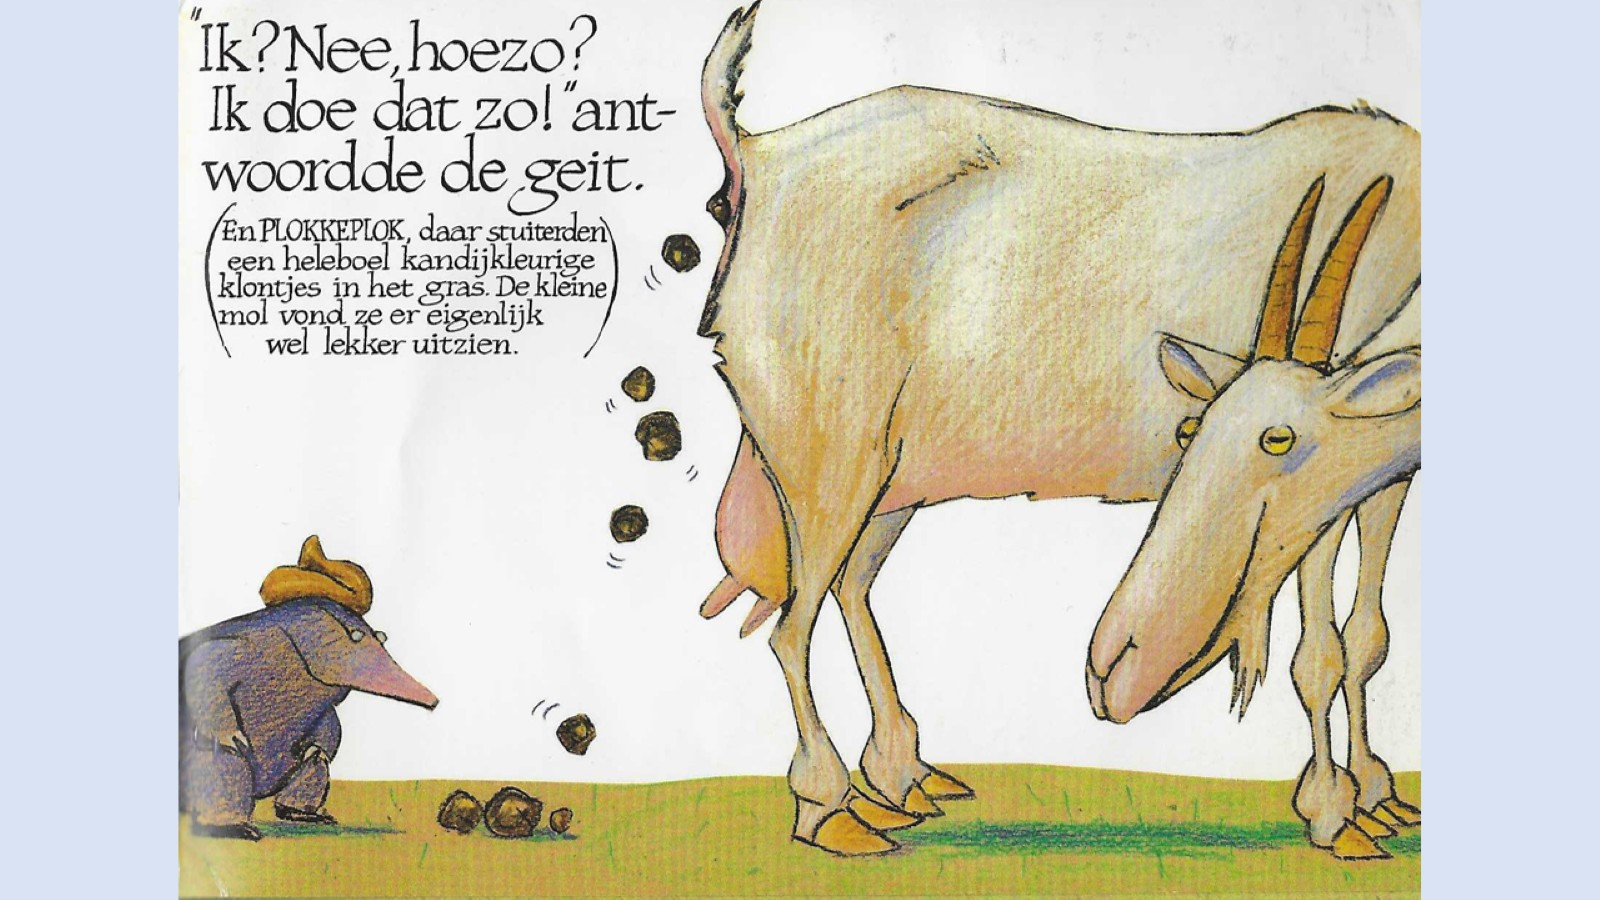 "Ik? Nee, hoezo?
Ik doe dat zo!" ant-
woordde de geit.
(En PLOKKEPLOK, daar stuiterden
een heleboel kandijkleurige
klontjes in het gras. De kleine
mol vond ze er eigenlijk
wel lekker uitzien.)